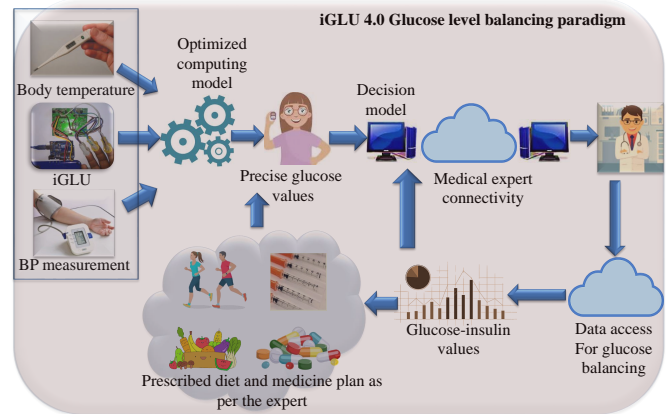 iGLU 4.0 Glucose level balancing paradigm
Optimized
computing
model
Decision
model
Body temperature
iGLU
BP measurement
Precise glucose
values
Medical expert
connectivity
Glucose-insulin
values
Data access
For glucose
balancing
Prescribed diet and medicine plan as
per the expert